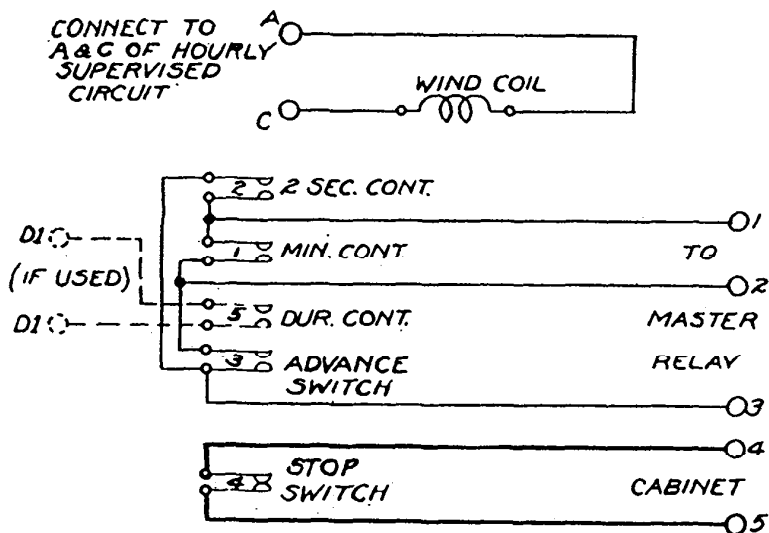 CONNECT TO
A & C OF HOURLY
SUPERVISED
CIRCUIT
A
C
WIND COIL
2 2 SEC. CONT.
1
D1
1 MIN. CONT.
TO
(IF USED)
2
D1
5 DUR. CONT.
MASTER
3 ADVANCE
SWITCH
RELAY
3
4
4 STOP
SWITCH
CABINET
5